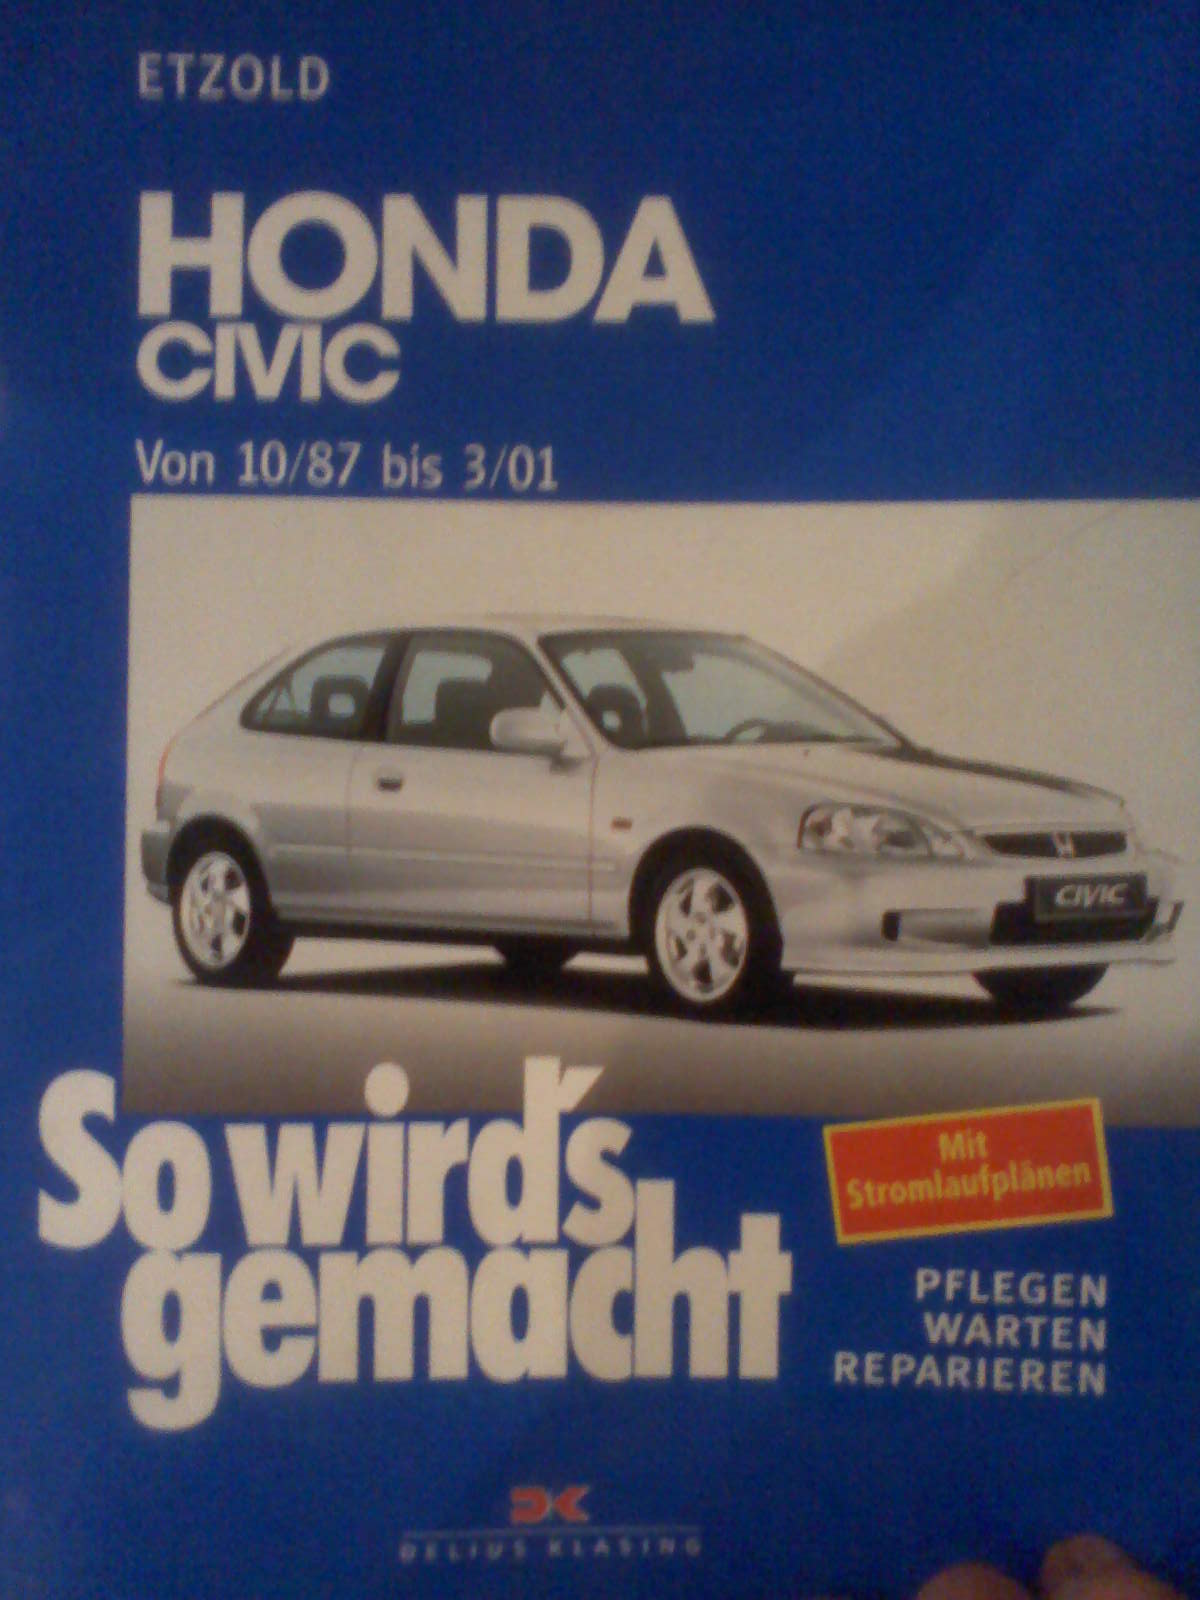 ETZOLD
HONDA
CIVIC
Von 10/87 bis 3/01
CIVIC
So wird's
gemacht
Mit
Stromlaufplänen
PFLEGEN
WARTEN
REPARIEREN
DELIUS KLASING